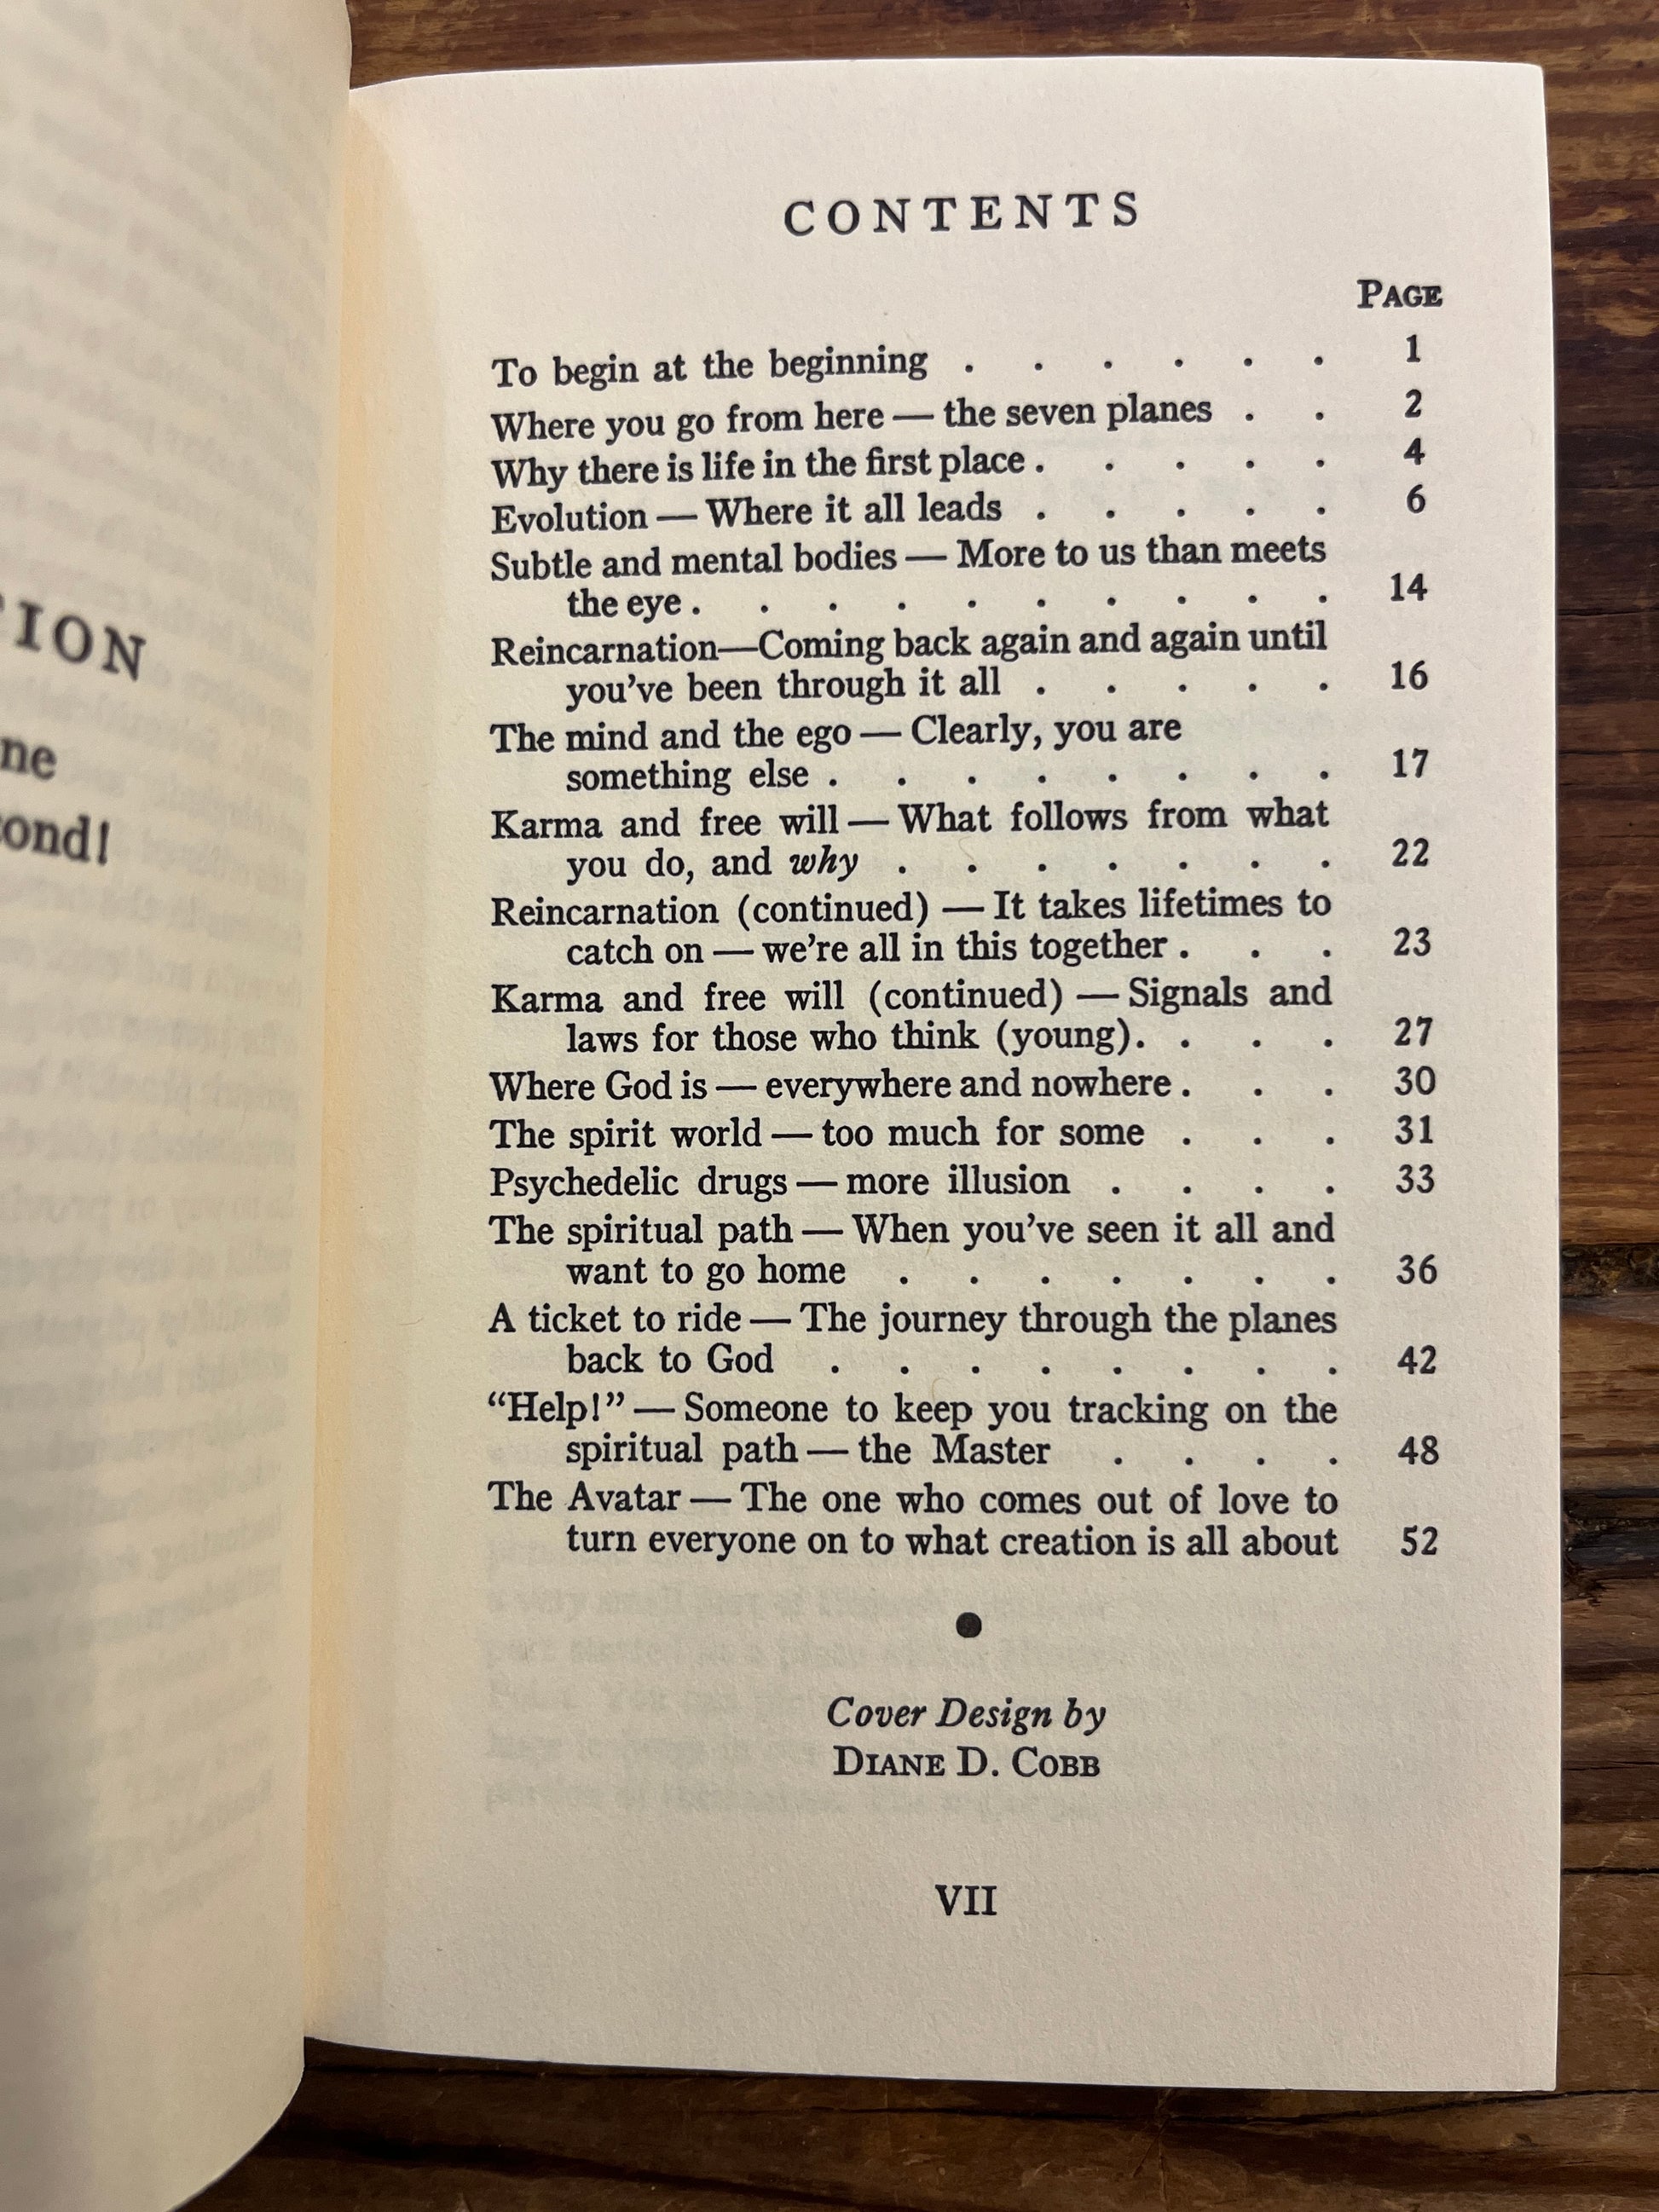 TION
ne
ond!
CONTENTS
PAGE
To begin at the beginning . . . . . . 1
Where you go from here — the seven planes . . 2
Why there is life in the first place . . . . . 4
Evolution — Where it all leads . . . . . 6
Subtle and mental bodies — More to us than meets
the eye . . . . . . . . . . 14
Reincarnation—Coming back again and again until
you've been through it all . . . . . 16
The mind and the ego — Clearly, you are
something else . . . . . . . . 17
Karma and free will — What follows from what
you do, and why . . . . . . . 22
Reincarnation (continued) — It takes lifetimes to
catch on — we're all in this together . . . 23
Karma and free will (continued) — Signals and
laws for those who think (young). . . . 27
Where God is — everywhere and nowhere . . . 30
The spirit world — too much for some . . . 31
Psychedelic drugs — more illusion . . . . 33
The spiritual path — When you've seen it all and
want to go home . . . . . . . 36
A ticket to ride — The journey through the planes
back to God . . . . . . . . 42
“Help!” — Someone to keep you tracking on the
spiritual path — the Master . . . . 48
The Avatar — The one who comes out of love to
turn everyone on to what creation is all about 52
Cover Design by
DIANE D. COBB
VII